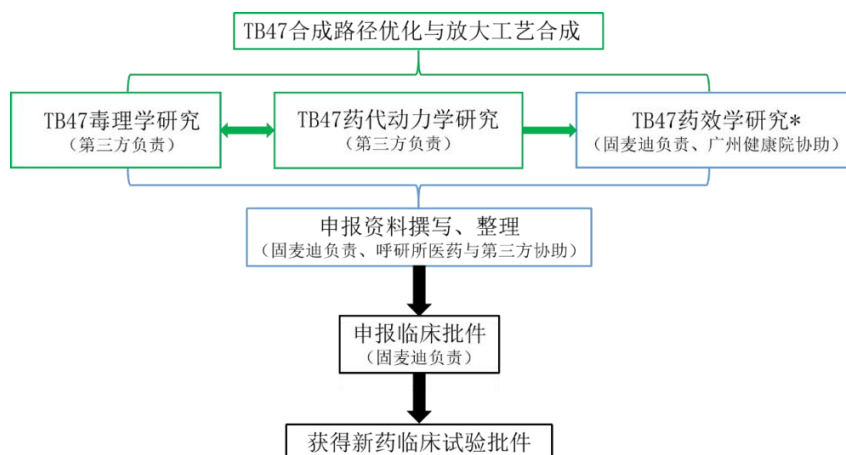 TB47合成路径优化与放大工艺合成
TB47毒理学研究
(第三方负责)
TB47药代动力学研究
(第三方负责)
TB47药效学研究*
(固麦迪负责、广州健康院协助)
申报资料撰写、整理
(固麦迪负责、呼研所医药与第三方协助)
申报临床批件
(固麦迪负责)
获得新药临床试验批件